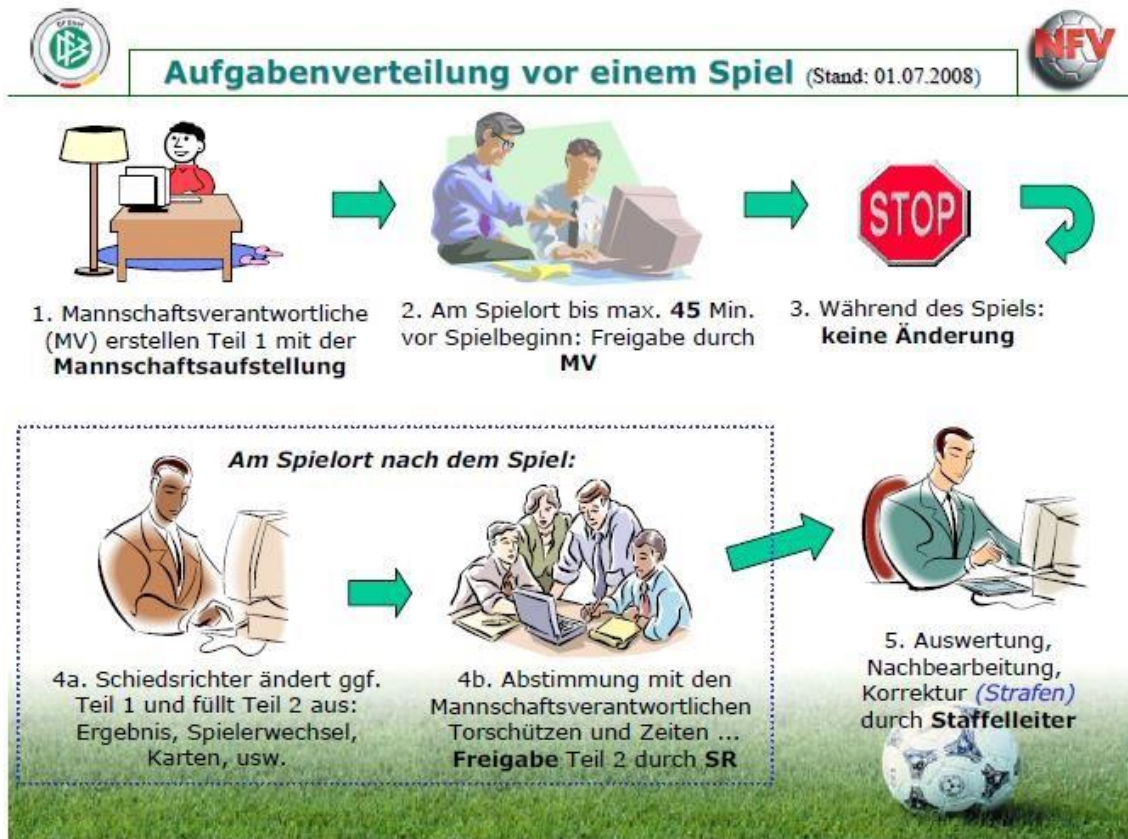 Aufgabenverteilung vor einem Spiel (Stand: 01.07.2008)
NFV
STOP
1. Mannschaftsverantwortliche
(MV) erstellen Teil 1 mit der
Mannschaftsaufstellung
2. Am Spielort bis max. 45 Min.
vor Spielbeginn: Freigabe durch
MV
3. Während des Spiels:
keine Änderung
Am Spielort nach dem Spiel:
4a. Schiedsrichter ändert ggf.
Teil 1 und füllt Teil 2 aus:
Ergebnis, Spielerwechsel,
Karten, usw.
4b. Abstimmung mit den
Mannschaftsverantwortlichen
Torschützen und Zeiten ...
Freigabe Teil 2 durch SR
5. Auswertung,
Nachbearbeitung,
Korrektur (Strafen)
durch Staffelleiter